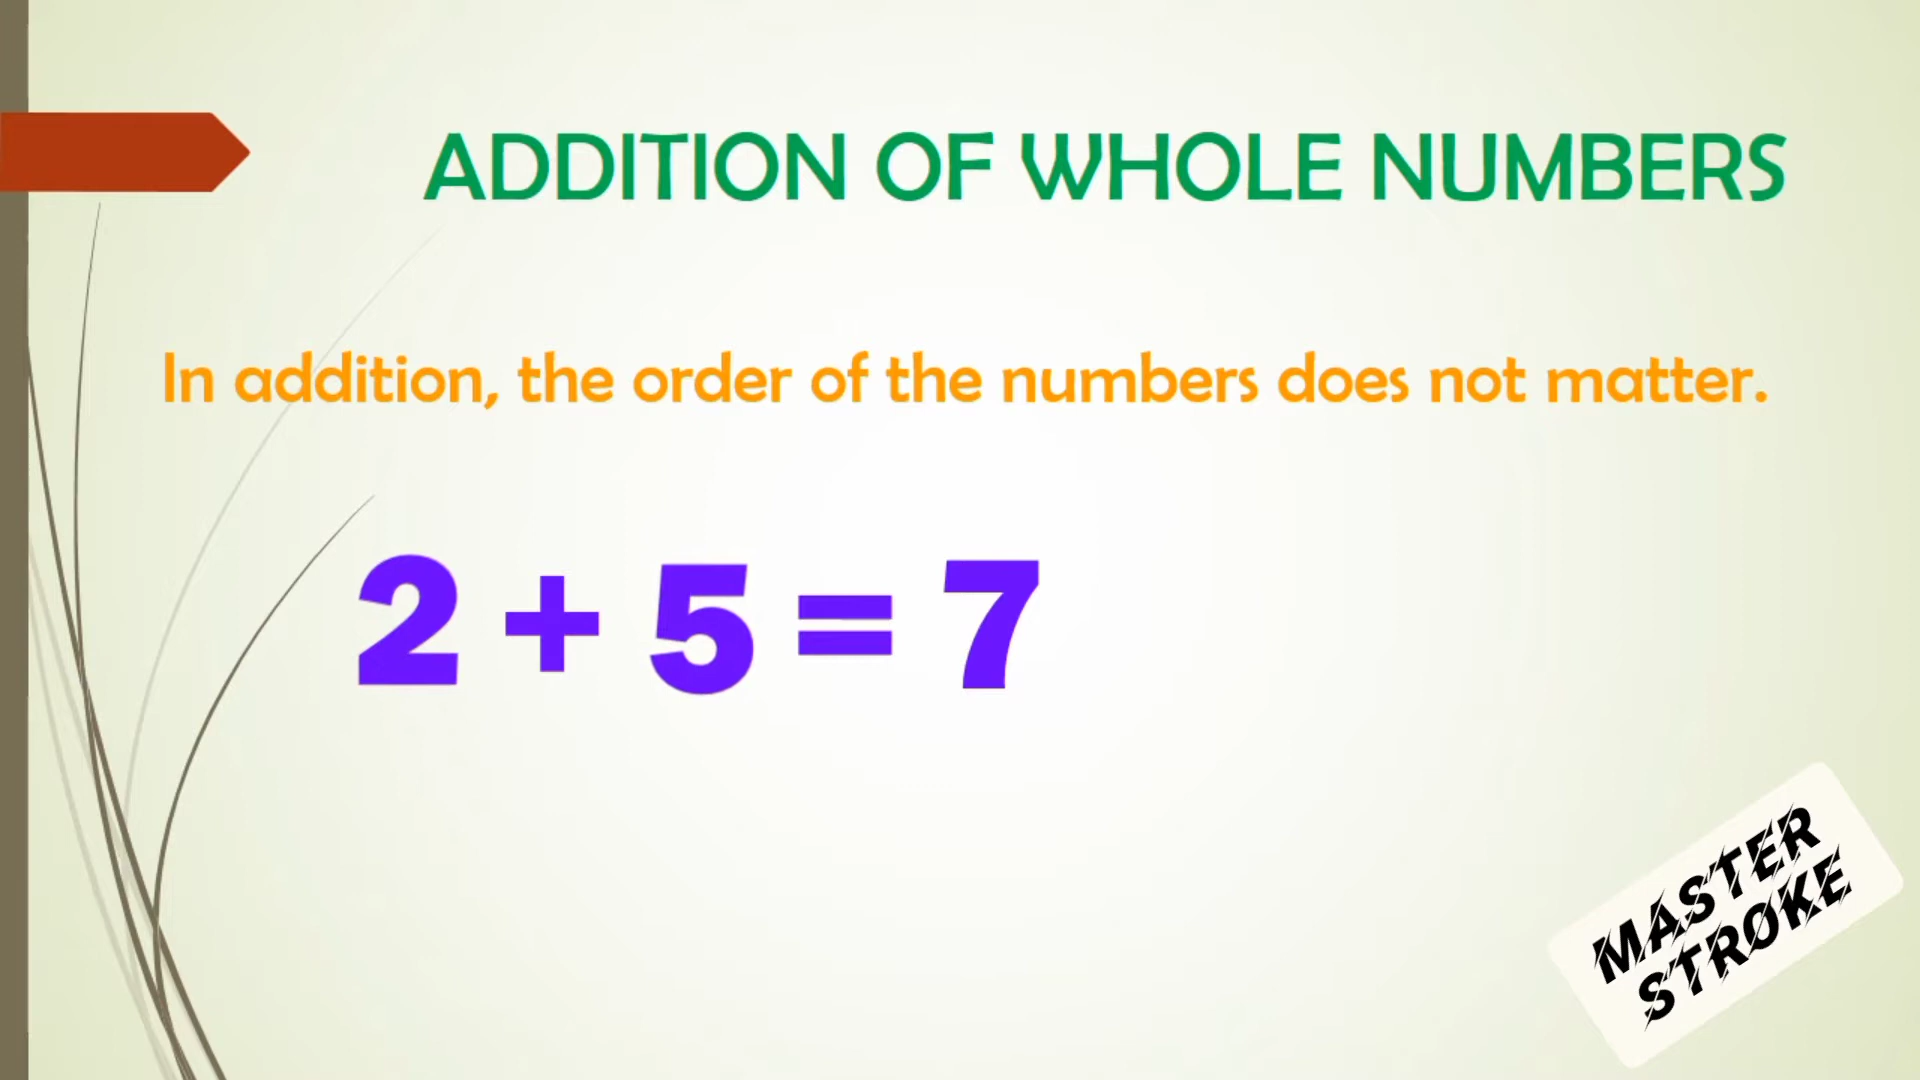 ADDITION OF WHOLE NUMBERS
In addition, the order of the numbers does not matter.
2 + 5 = 7
MASTER
STROKE